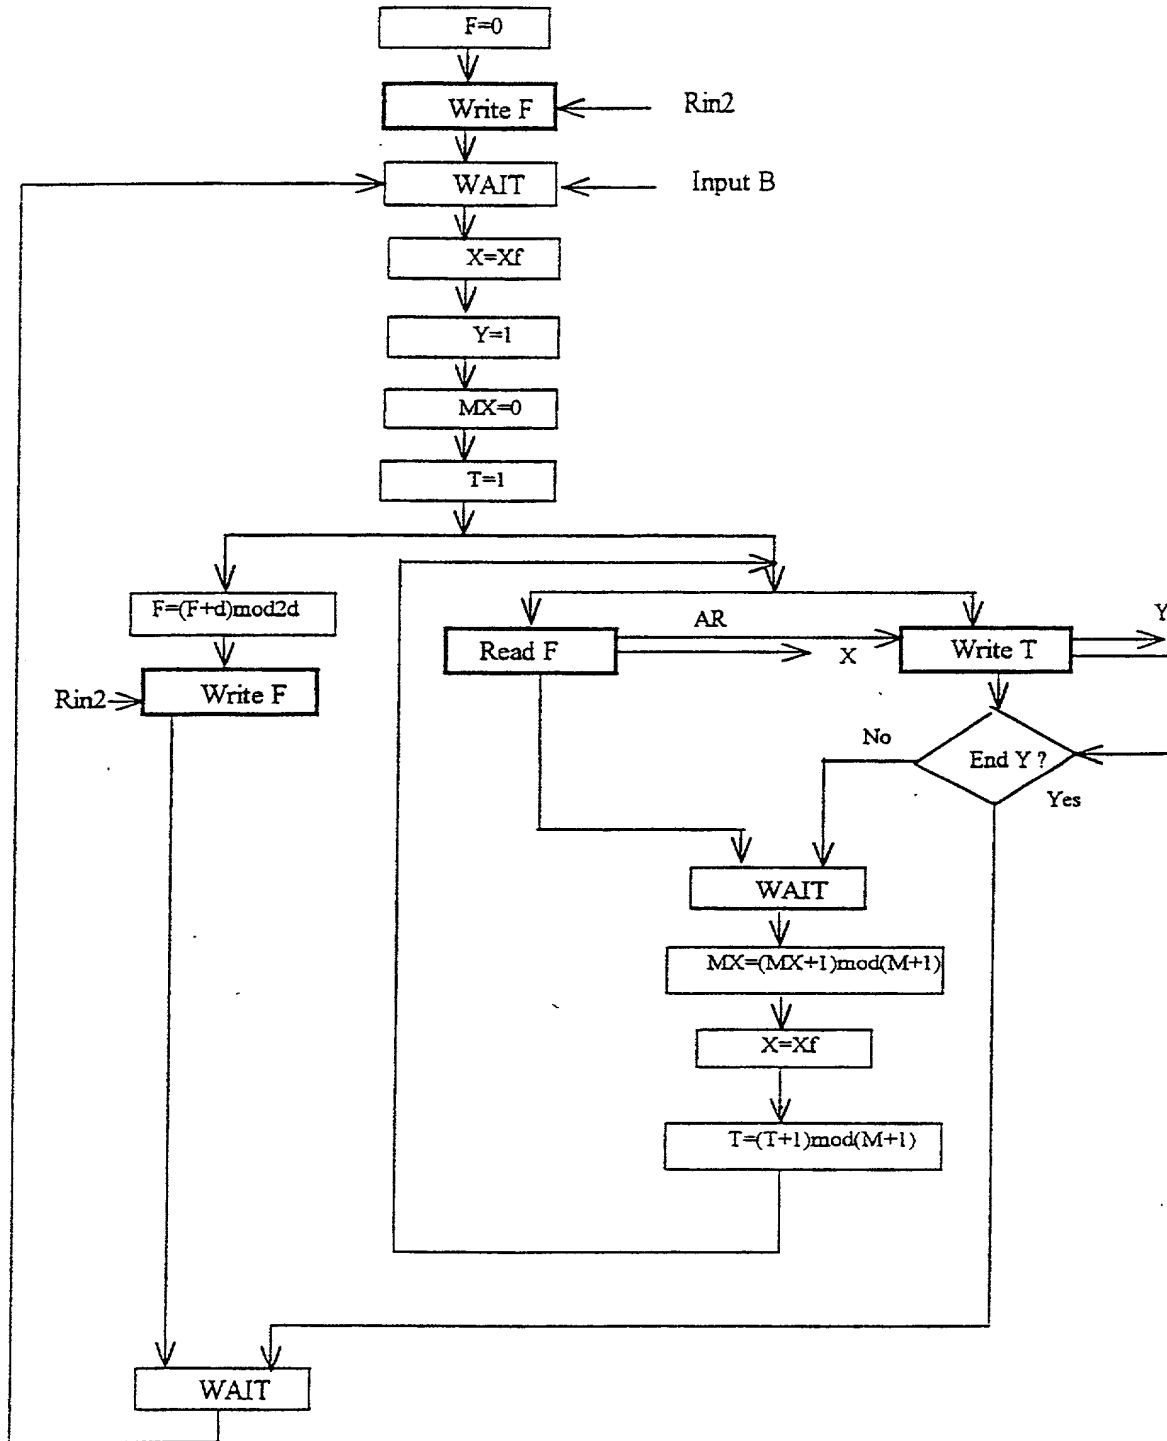 F=0
Write F
Rin2
WAIT
Input B
X=Xf
Y=1
MX=0
T=1
F=(F+d)mod2d
AR
Y
Read F
X
Write T
Rin2
Write F
No
End Y ?
Yes
WAIT
MX=(MX+1)mod(M+1)
X=Xf
T=(T+1)mod(M+1)
WAIT